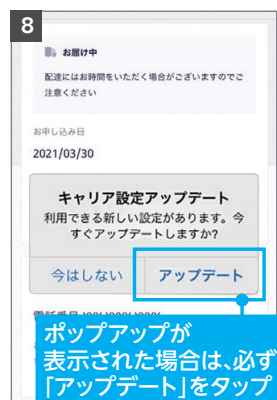 8
お届け中
配達にはお時間をいただく場合がございますのでご
注意ください
お申し込み日
2021/03/30
キャリア設定アップデート
利用できる新しい設定があります。今
すぐアップデートしますか?
今はしない アップデート
ポップアップが
表示された場合は、必ず
「アップデート」をタップ